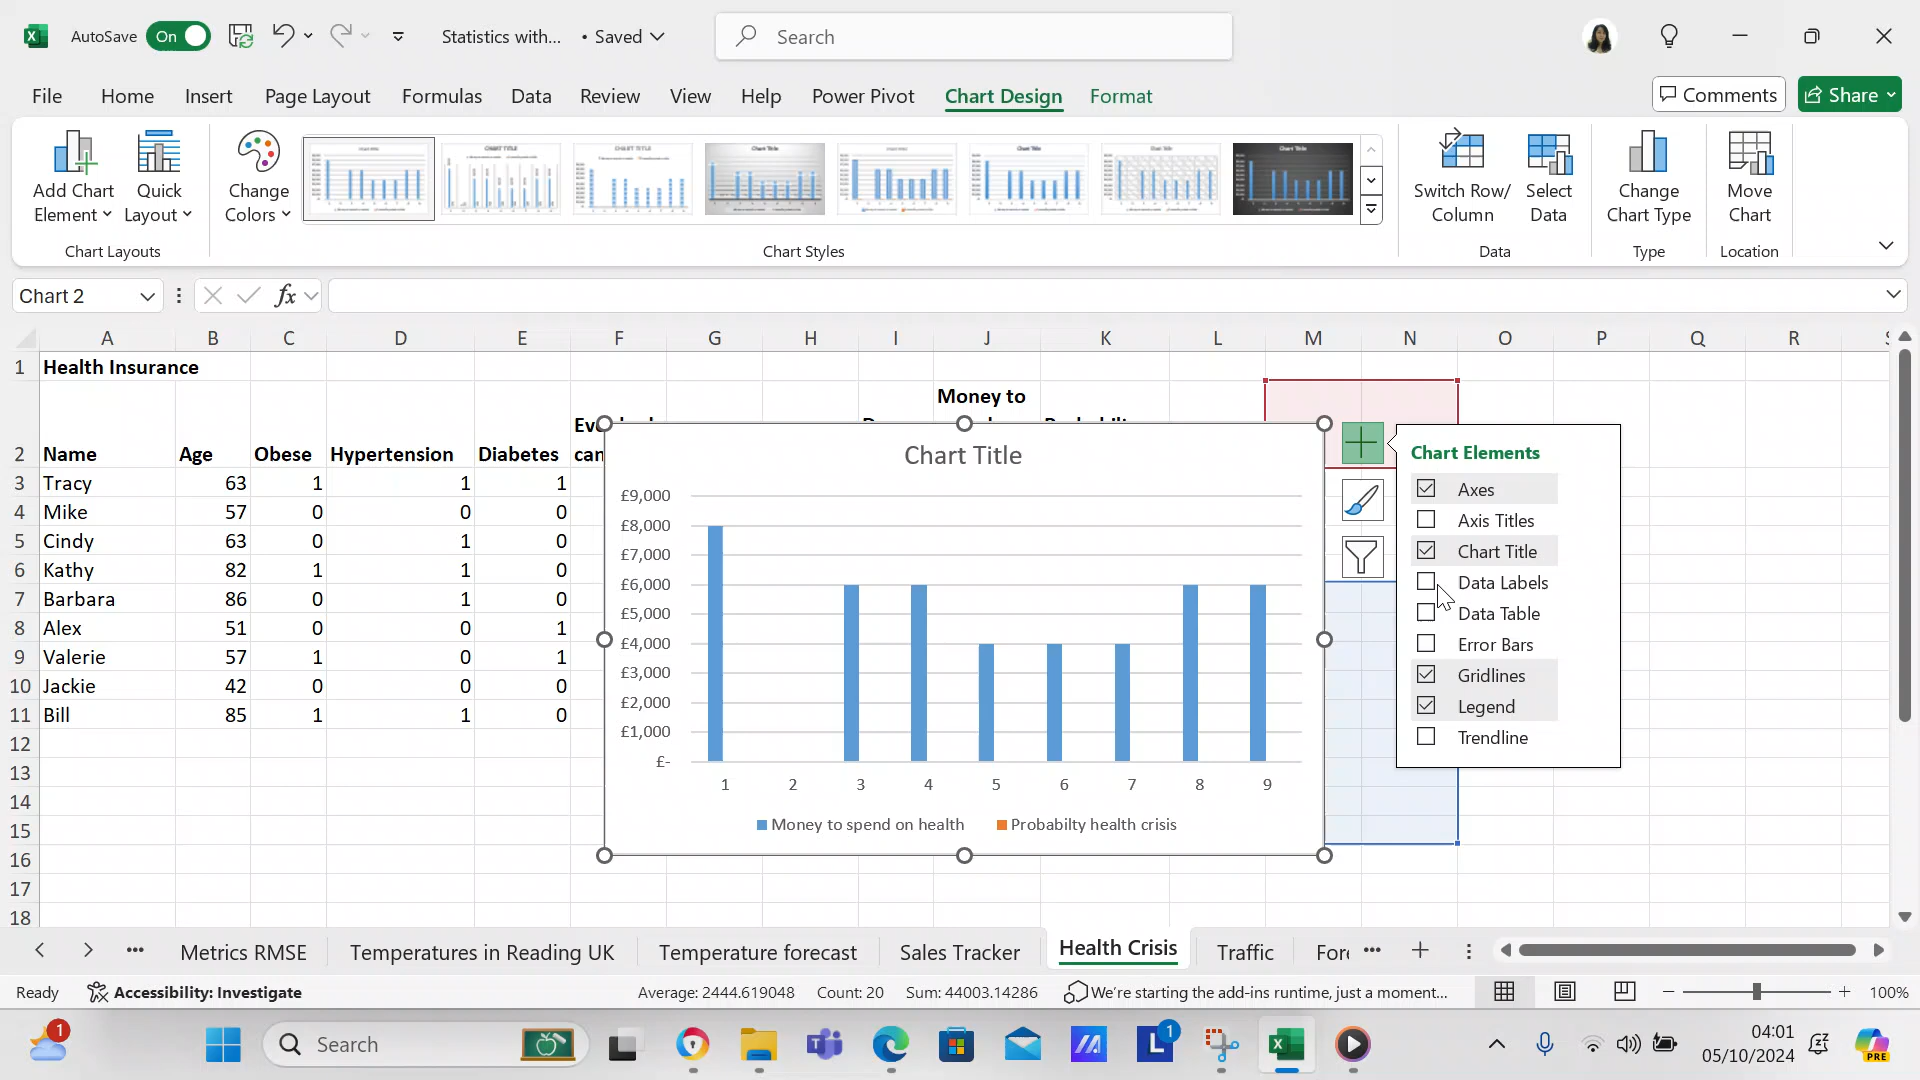 AutoSave On Statistics with... • Saved Search
File Home Insert Page Layout Formulas Data Review View Help Power Pivot Chart Design Format Comments Share
Add Chart Element Quick Layout Change Colors Switch Row/ Column Select Data Change Chart Type Move Chart
Chart Layouts Chart Styles Data Type Location
Chart 2 fx
A B C D E F G H I J K L M N O P Q R
1 Health Insurance
Money to
2 Name Age Obese Hypertension Diabetes
3 Tracy 63 1 1 1
4 Mike 57 0 0 0
5 Cindy 63 0 1 0
6 Kathy 82 1 1 0
7 Barbara 86 0 1 0
8 Alex 51 0 0 1
9 Valerie 57 1 0 1
10 Jackie 42 0 0 0
11 Bill 85 1 1 0
12
13
14
15
16
17
18
Chart Title
£9,000
£8,000
£7,000
£6,000
£5,000
£4,000
£3,000
£2,000
£1,000
£-
1 2 3 4 5 6 7 8 9
Money to spend on health Probabilty health crisis
Chart Elements
Axes
Axis Titles
Chart Title
Data Labels
Data Table
Error Bars
Gridlines
Legend
Trendline
Metrics RMSE Temperatures in Reading UK Temperature forecast Sales Tracker Health Crisis Traffic
Ready Accessibility: Investigate Average: 2444.619048 Count: 20 Sum: 44003.14286 We're starting the add-ins runtime, just a moment... 100%
1 Search 1 04:01
05/10/2024 PRE